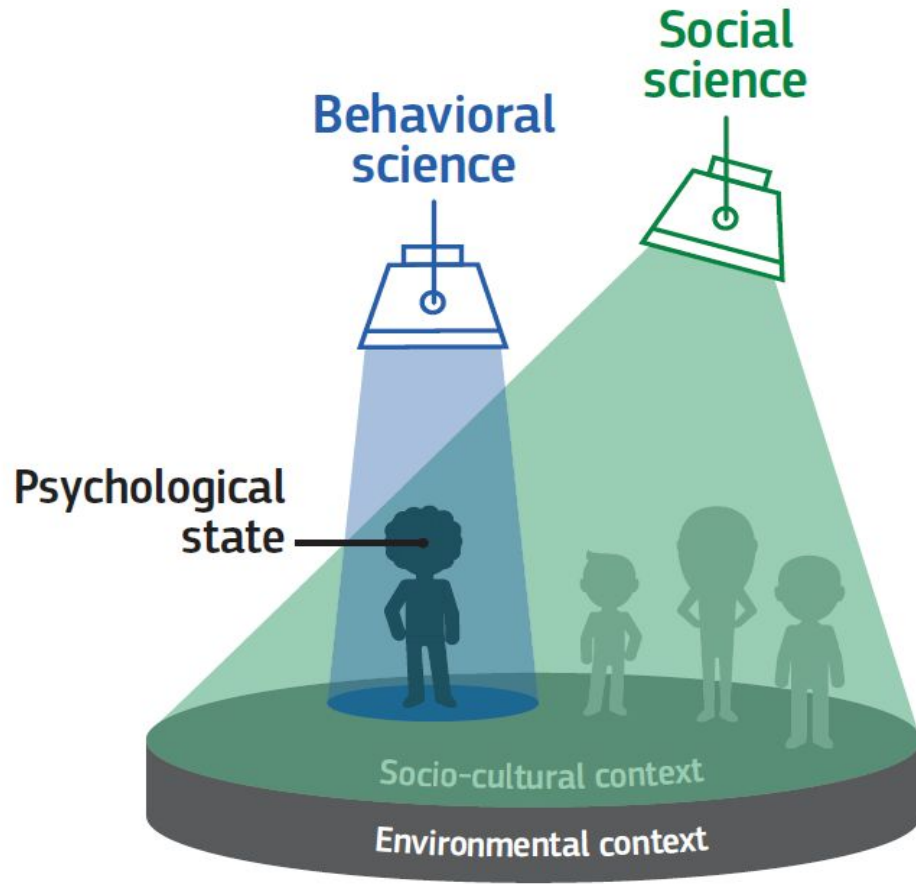 Social
science
Behavioral
science
Psychological
state
Socio-cultural context
Environmental context